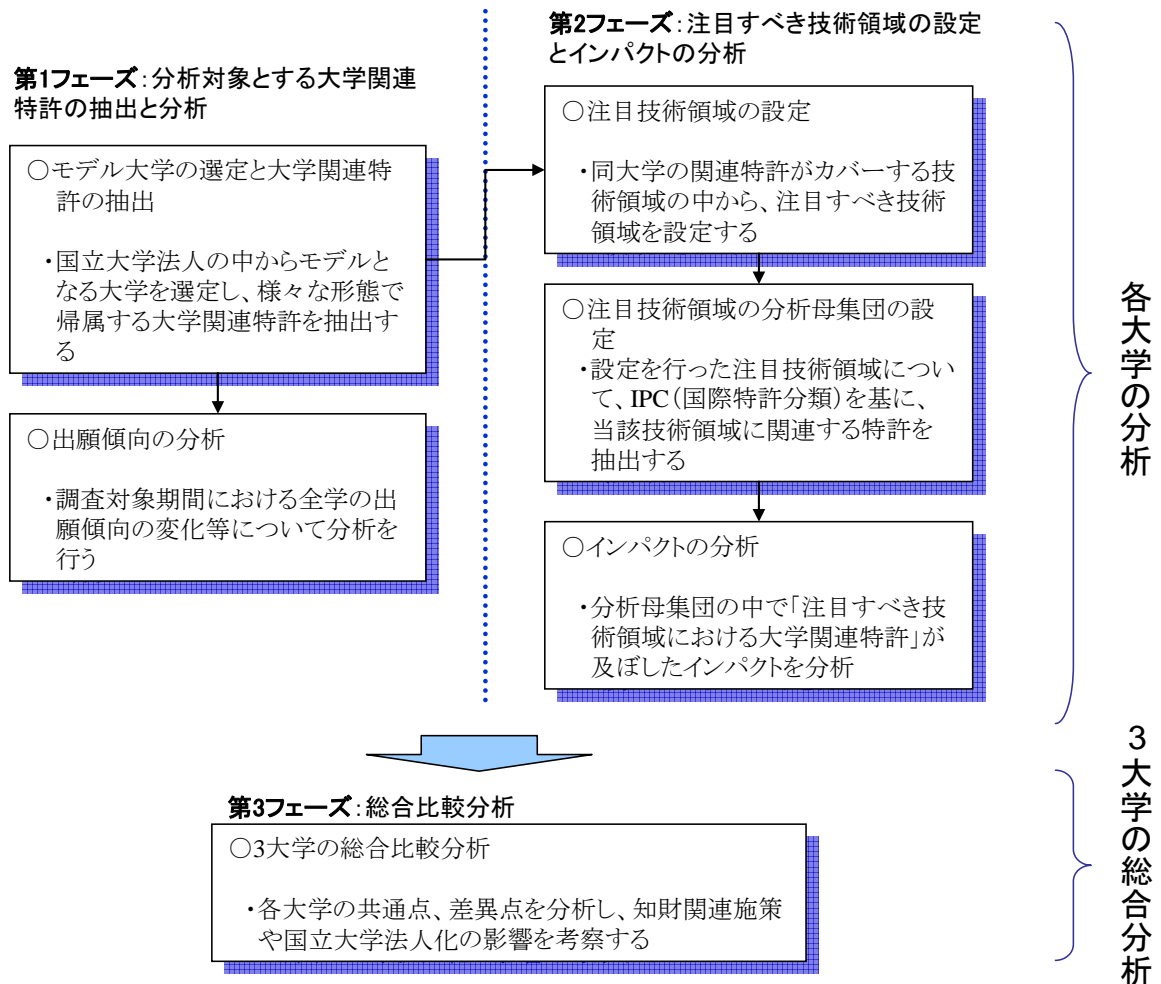 第1フェーズ：分析対象とする大学関連
特許の抽出と分析
○モデル大学の選定と大学関連特
許の抽出
・国立大学法人の中からモデルと
なる大学を選定し、様々な形態で
帰属する大学関連特許を抽出す
る
○出願傾向の分析
・調査対象期間における全学の出
願傾向の変化等について分析を
行う
第2フェーズ：注目すべき技術領域の設定
とインパクトの分析
○注目技術領域の設定
・同大学の関連特許がカバーする技
術領域の中から、注目すべき技術
領域を設定する
○注目技術領域の分析母集団の設
定
・設定を行った注目技術領域につい
て、IPC（国際特許分類）を基に、
当該技術領域に関連する特許を
抽出する
○インパクトの分析
・分析母集団の中で「注目すべき技
術領域における大学関連特許」が
及ぼしたインパクトを分析
各大学の分析
第3フェーズ：総合比較分析
○3大学の総合比較分析
・各大学の共通点、差異点を分析し、知財関連施策
や国立大学法人化の影響を考察する
3大学の総合分析